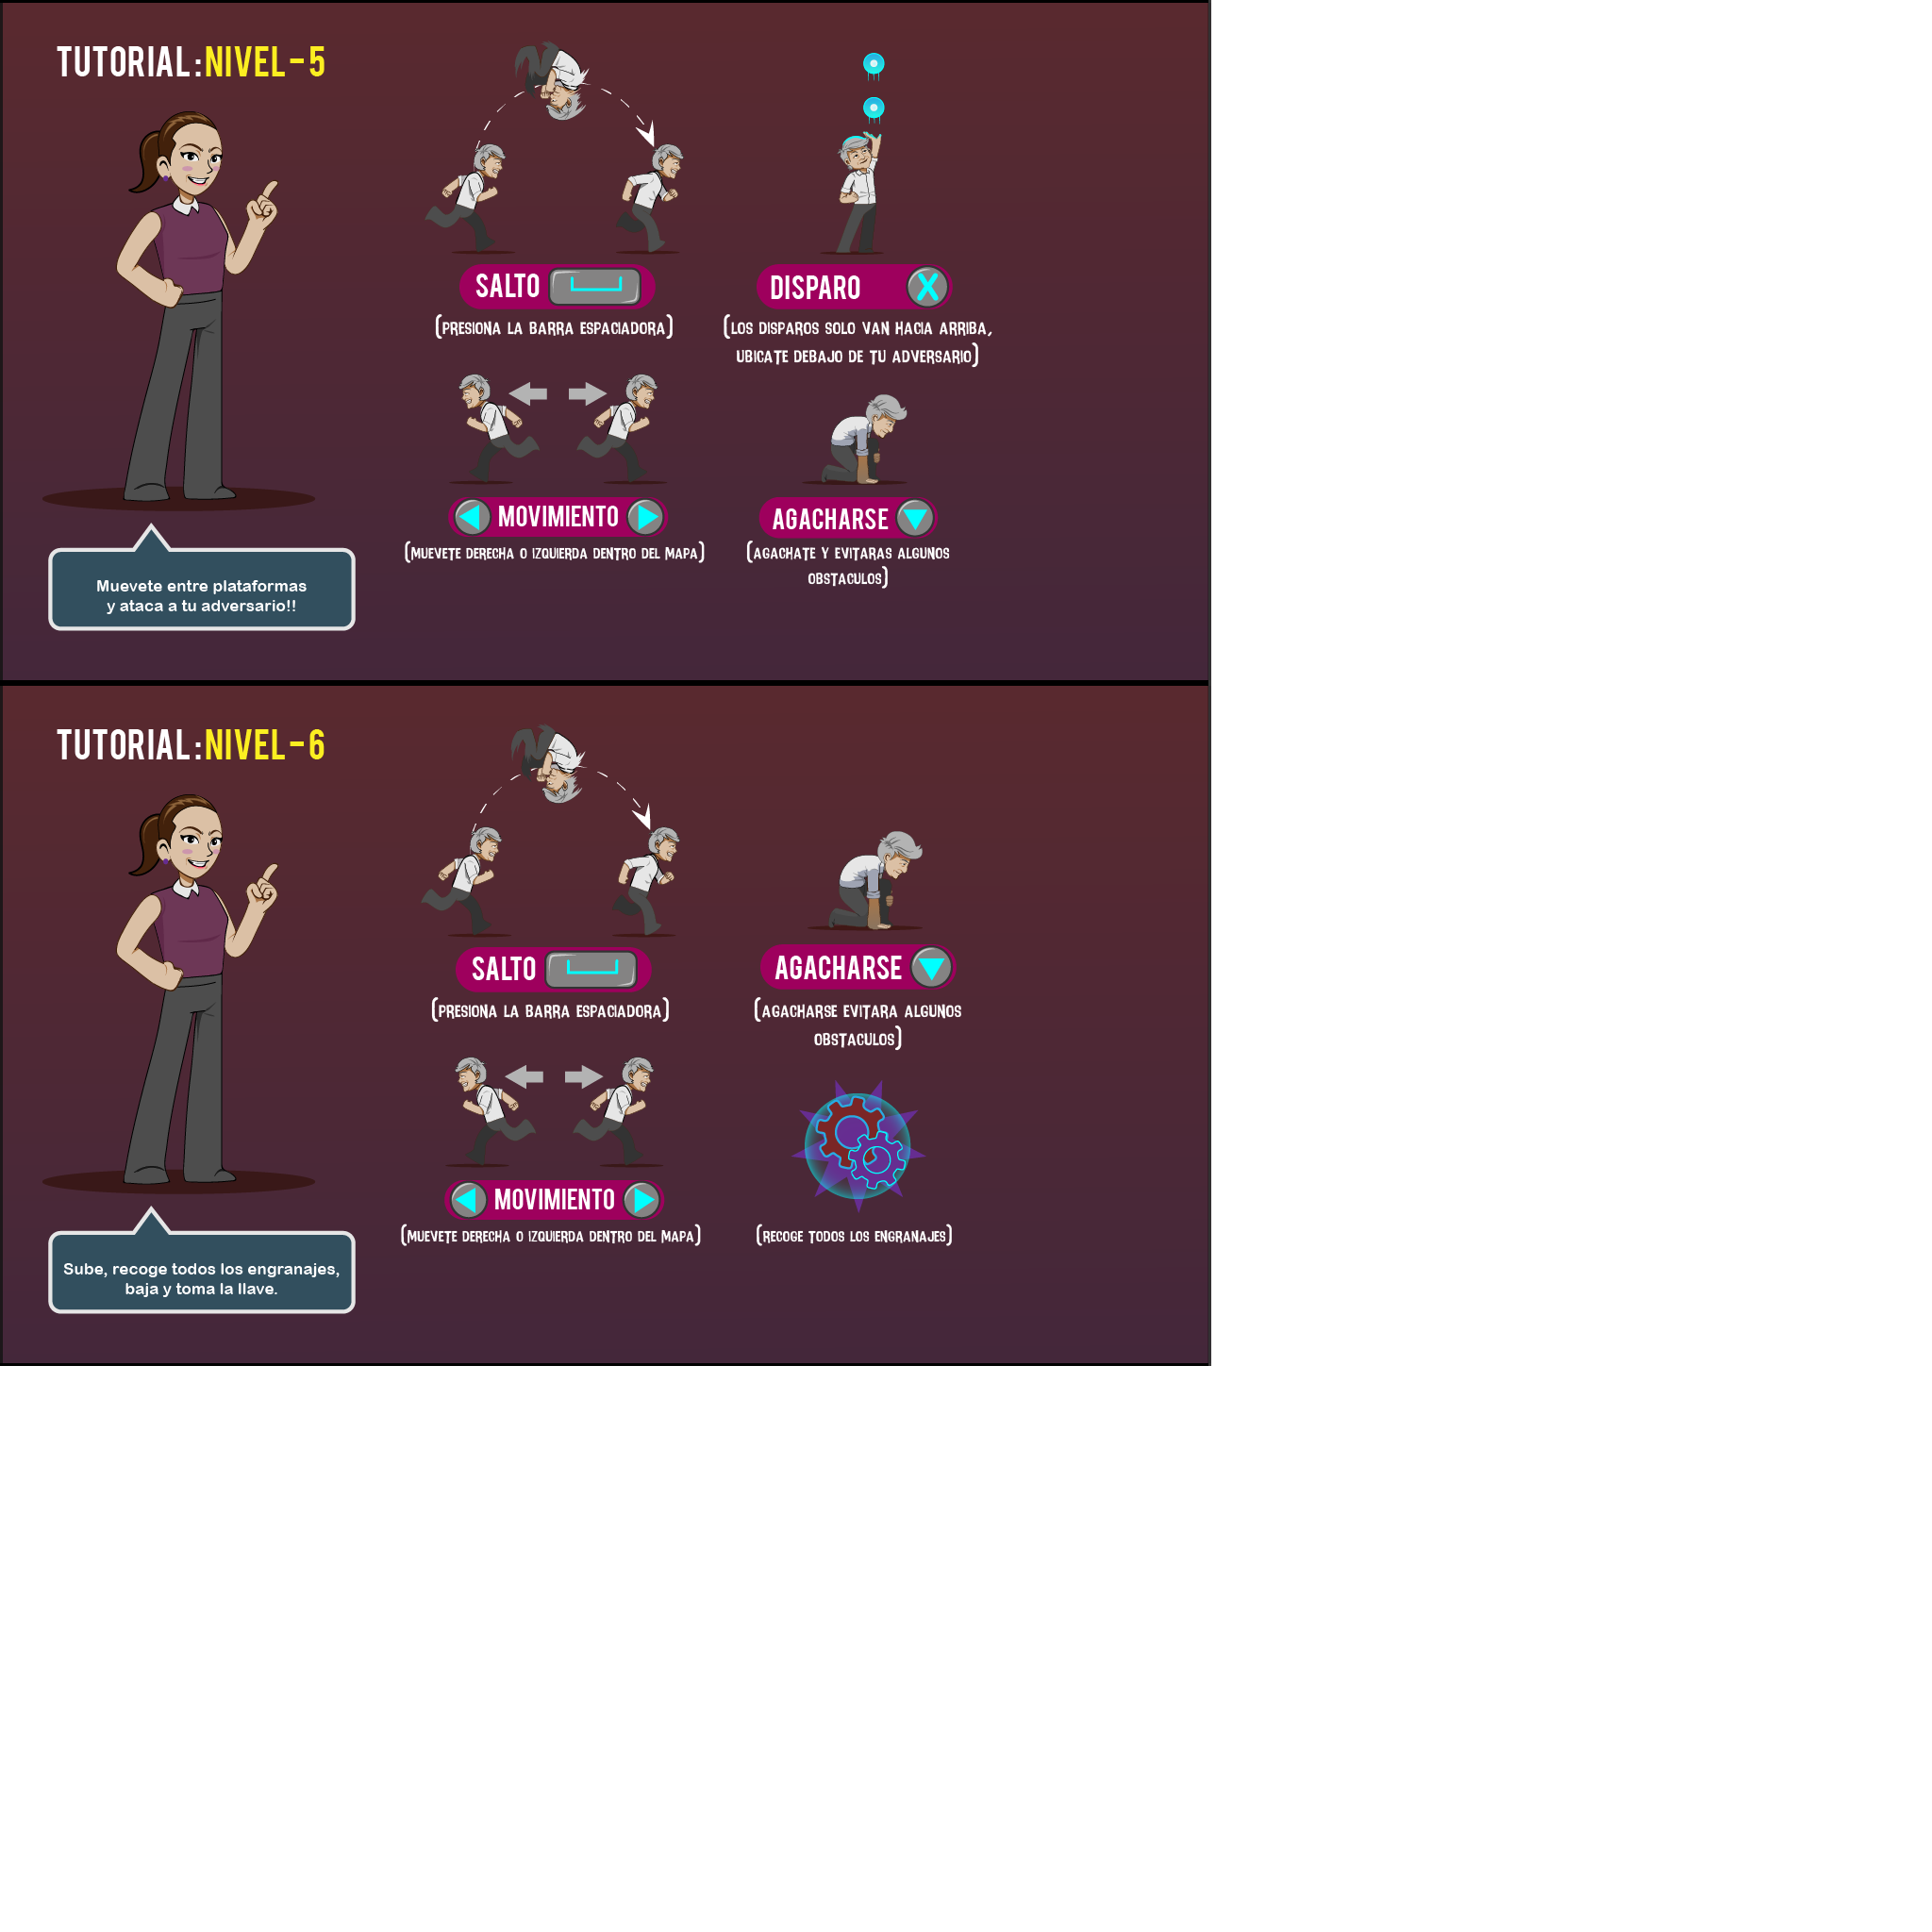 TUTORIAL:NIVEL-5
SALTO
(PRESIONA LA BARRA ESPACIADORA)
DISPARO X
(LOS DISPAROS SOLO VAN HACIA ARRIBA,
UBICATE DEBAJO DE TU ADVERSARIO)
MOVIMIENTO
(MUEVETE DERECHA O IZQUIERDA DENTRO DEL MAPA)
AGACHARSE
(AGACHATE Y EVITARAS ALGUNOS
OBSTACULOS)
Muevete entre plataformas
y ataca a tu adversario!!
TUTORIAL:NIVEL-6
SALTO
(PRESIONA LA BARRA ESPACIADORA)
AGACHARSE
(AGACHARSE EVITARA ALGUNOS
OBSTACULOS)
MOVIMIENTO
(MUEVETE DERECHA O IZQUIERDA DENTRO DEL MAPA)
(RECOGE TODOS LOS ENGRANAJES)
Sube, recoge todos los engranajes,
baja y toma la llave.